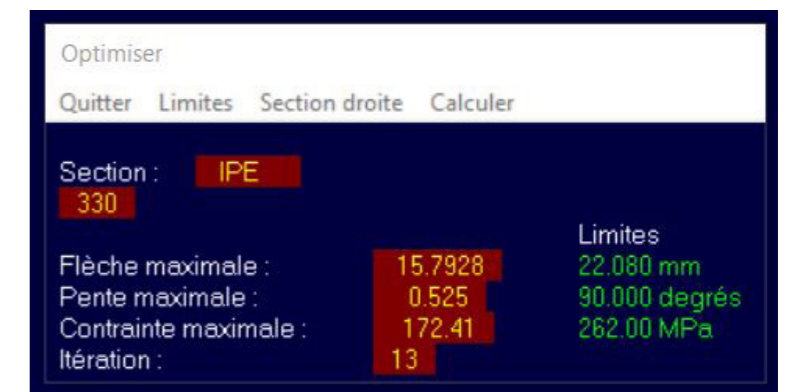 Optimiser
Quitter Limites Section droite Calculer
Section : IPE
330
Limites
Flèche maximale : 15.7928 22.080 mm
Pente maximale : 0.525 90.000 degrés
Contrainte maximale : 172.41 262.00 MPa
Itération : 13